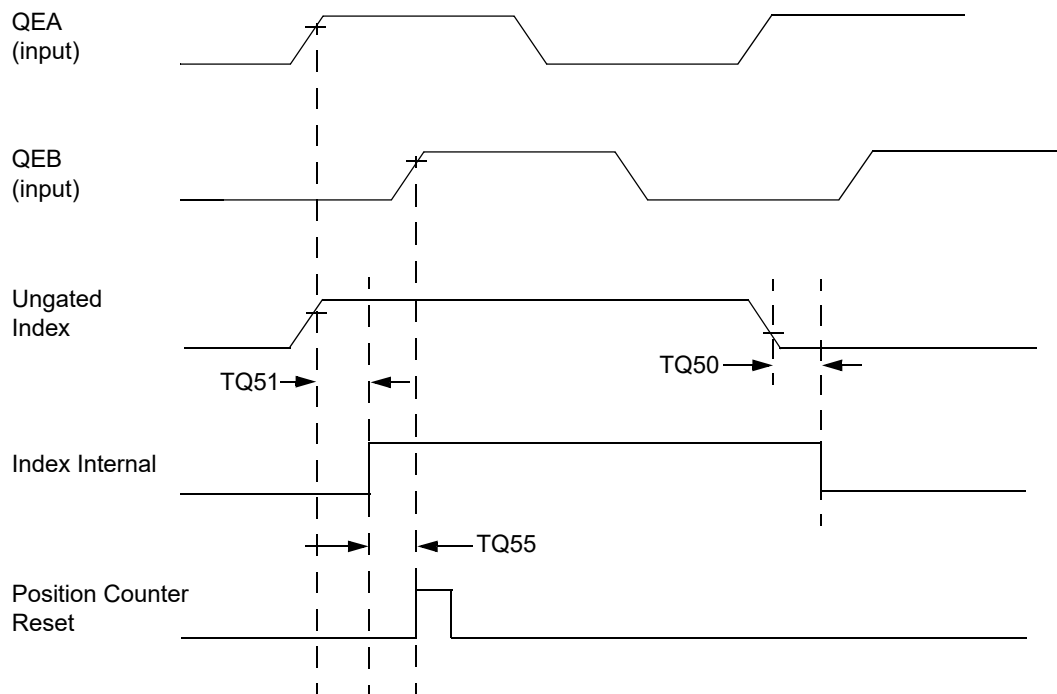 QEA
(input)
QEB
(input)
Ungated
Index
TQ51
TQ50
Index Internal
TQ55
Position Counter
Reset